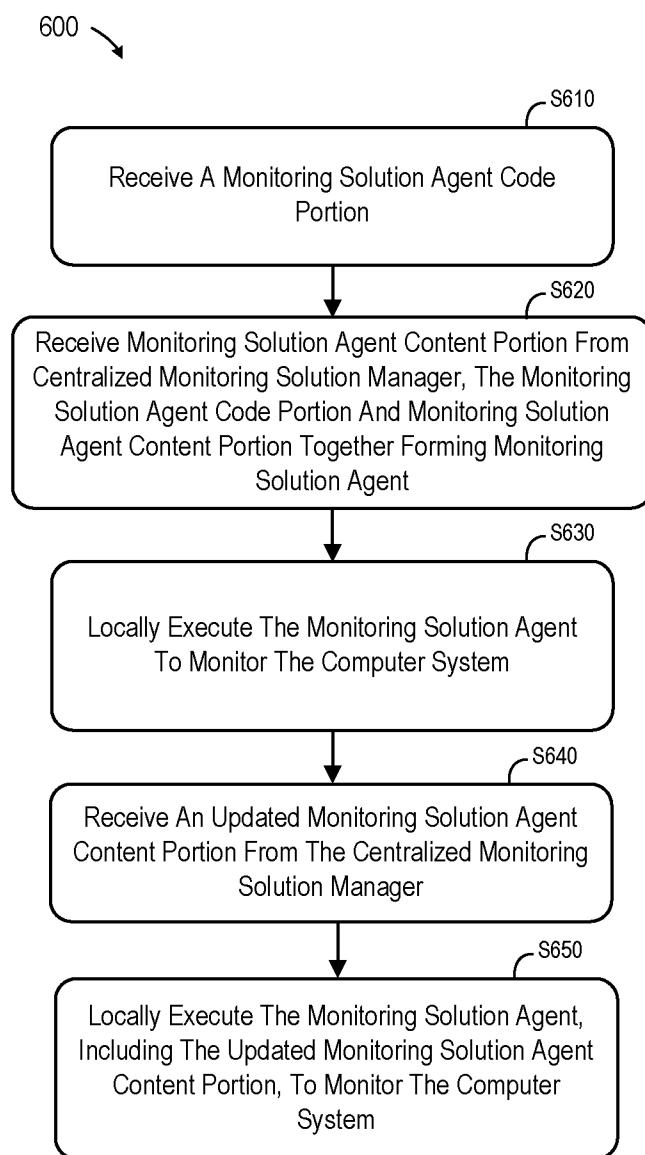 600
S610
Receive A Monitoring Solution Agent Code
Portion
S620
Receive Monitoring Solution Agent Content Portion From
Centralized Monitoring Solution Manager, The Monitoring
Solution Agent Code Portion And Monitoring Solution
Agent Content Portion Together Forming Monitoring
Solution Agent
S630
Locally Execute The Monitoring Solution Agent
To Monitor The Computer System
S640
Receive An Updated Monitoring Solution Agent
Content Portion From The Centralized Monitoring
Solution Manager
S650
Locally Execute The Monitoring Solution Agent,
Including The Updated Monitoring Solution Agent
Content Portion, To Monitor The Computer
System